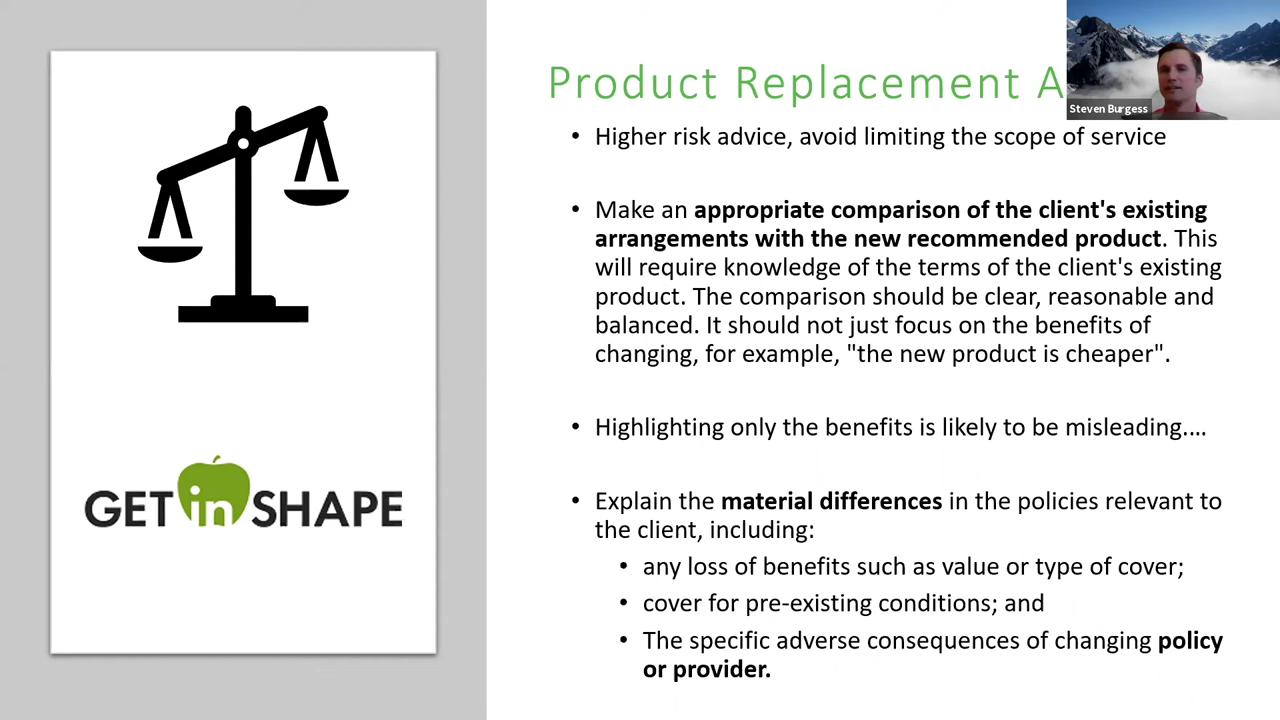 Product Replacement A
Steven Burgess
• Higher risk advice, avoid limiting the scope of service
• Make an appropriate comparison of the client's existing
arrangements with the new recommended product. This
will require knowledge of the terms of the client's existing
product. The comparison should be clear, reasonable and
balanced. It should not just focus on the benefits of
changing, for example, "the new product is cheaper".
• Highlighting only the benefits is likely to be misleading....
• Explain the material differences in the policies relevant to
the client, including:
• any loss of benefits such as value or type of cover;
• cover for pre-existing conditions; and
• The specific adverse consequences of changing policy
or provider.
GET in SHAPE